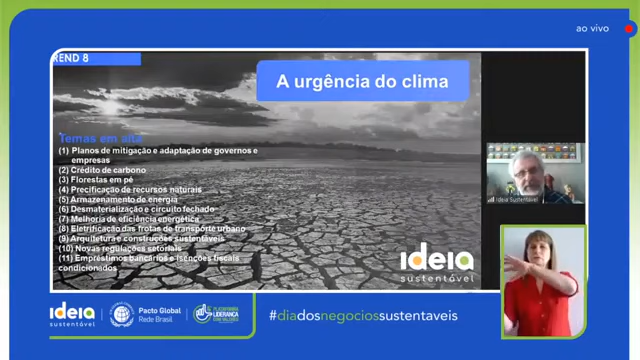 ao vivo
REND 8
A urgência do clima
Temas em alta
(1) Planos de mitigação e adaptação de governos e
empresas
(2) Crédito de carbono
(3) Florestas em pé
(4) Precificação de recursos naturais
(5) Armazenamento de energia
(6) Desmaterialização e circuito fechado
(7) Melhoria de eficiência energética
(8) Eletrificação das frotas de transporte urbano
(9) Arquitetura e construções sustentáveis
(10) Novas regulações setoriais
(11) Empréstimos bancários e isenções fiscais
condicionados
ideia
sustentável
Ideia Sustentável
ideia
sustentável
Pacto Global
Rede Brasil
PLATAFORMA
LIDERANÇA
COM VALORES
#diadosnegociossustentaveis